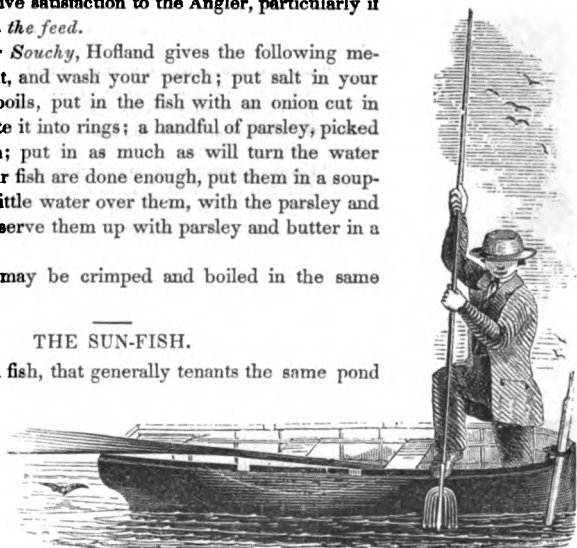 ive satisfaction to the Angler, particularly if
the feed.
Souchy, Hofland gives the following me-
t, and wash your perch; put salt in your
boils, put in the fish with an onion cut in
te it into rings; a handful of parsley, picked
; put in as much as will turn the water
r fish are done enough, put them in a soup-
ittle water over them, with the parsley and
serve them up with parsley and butter in a
may be crimped and boiled in the same
THE SUN-FISH.
fish, that generally tenants the same pond